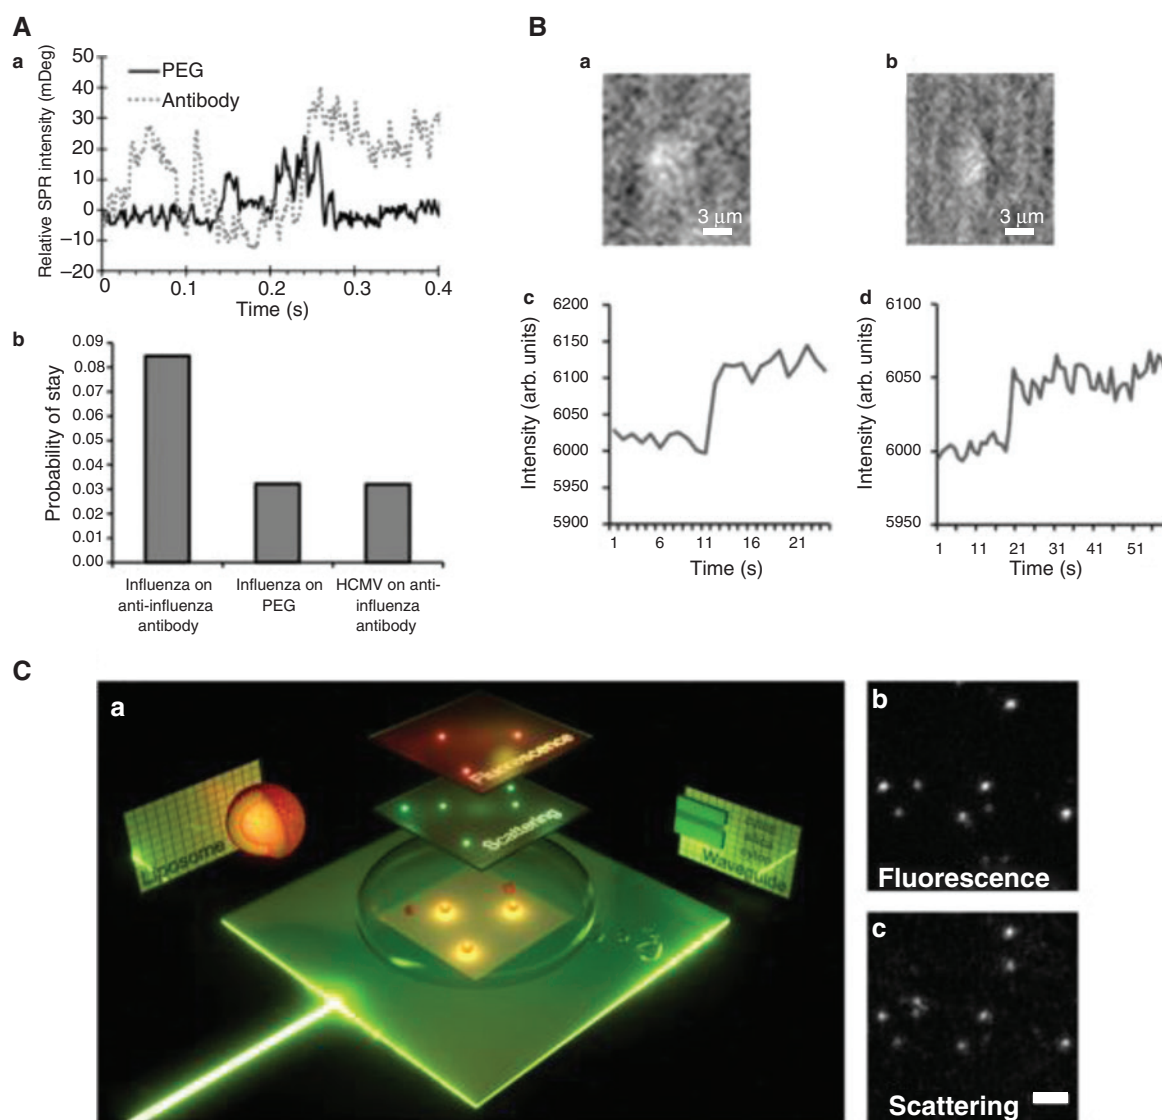 A
B
a
Relative SPR intensity (mDeg)
50
40
30
20
10
0
–10
–20
PEG
Antibody
0
0.1
0.2
0.3
0.4
Time (s)
b
Probability of stay
0.09
0.08
0.07
0.06
0.05
0.04
0.03
0.02
0.01
0.00
Influenza on
anti-influenza
antibody
Influenza on
PEG
HCMV on anti-
influenza
antibody
a
3 μm
b
3 μm
c
Intensity (arb. units)
6200
6150
6100
6050
6000
5950
5900
1
6
11
16
21
Time (s)
d
Intensity (arb. units)
6100
6050
6000
5950
1
11
21
31
41
51
Time (s)
C
a
Fluorescence
Scattering
Liposome
Waveguide
b
Fluorescence
c
Scattering